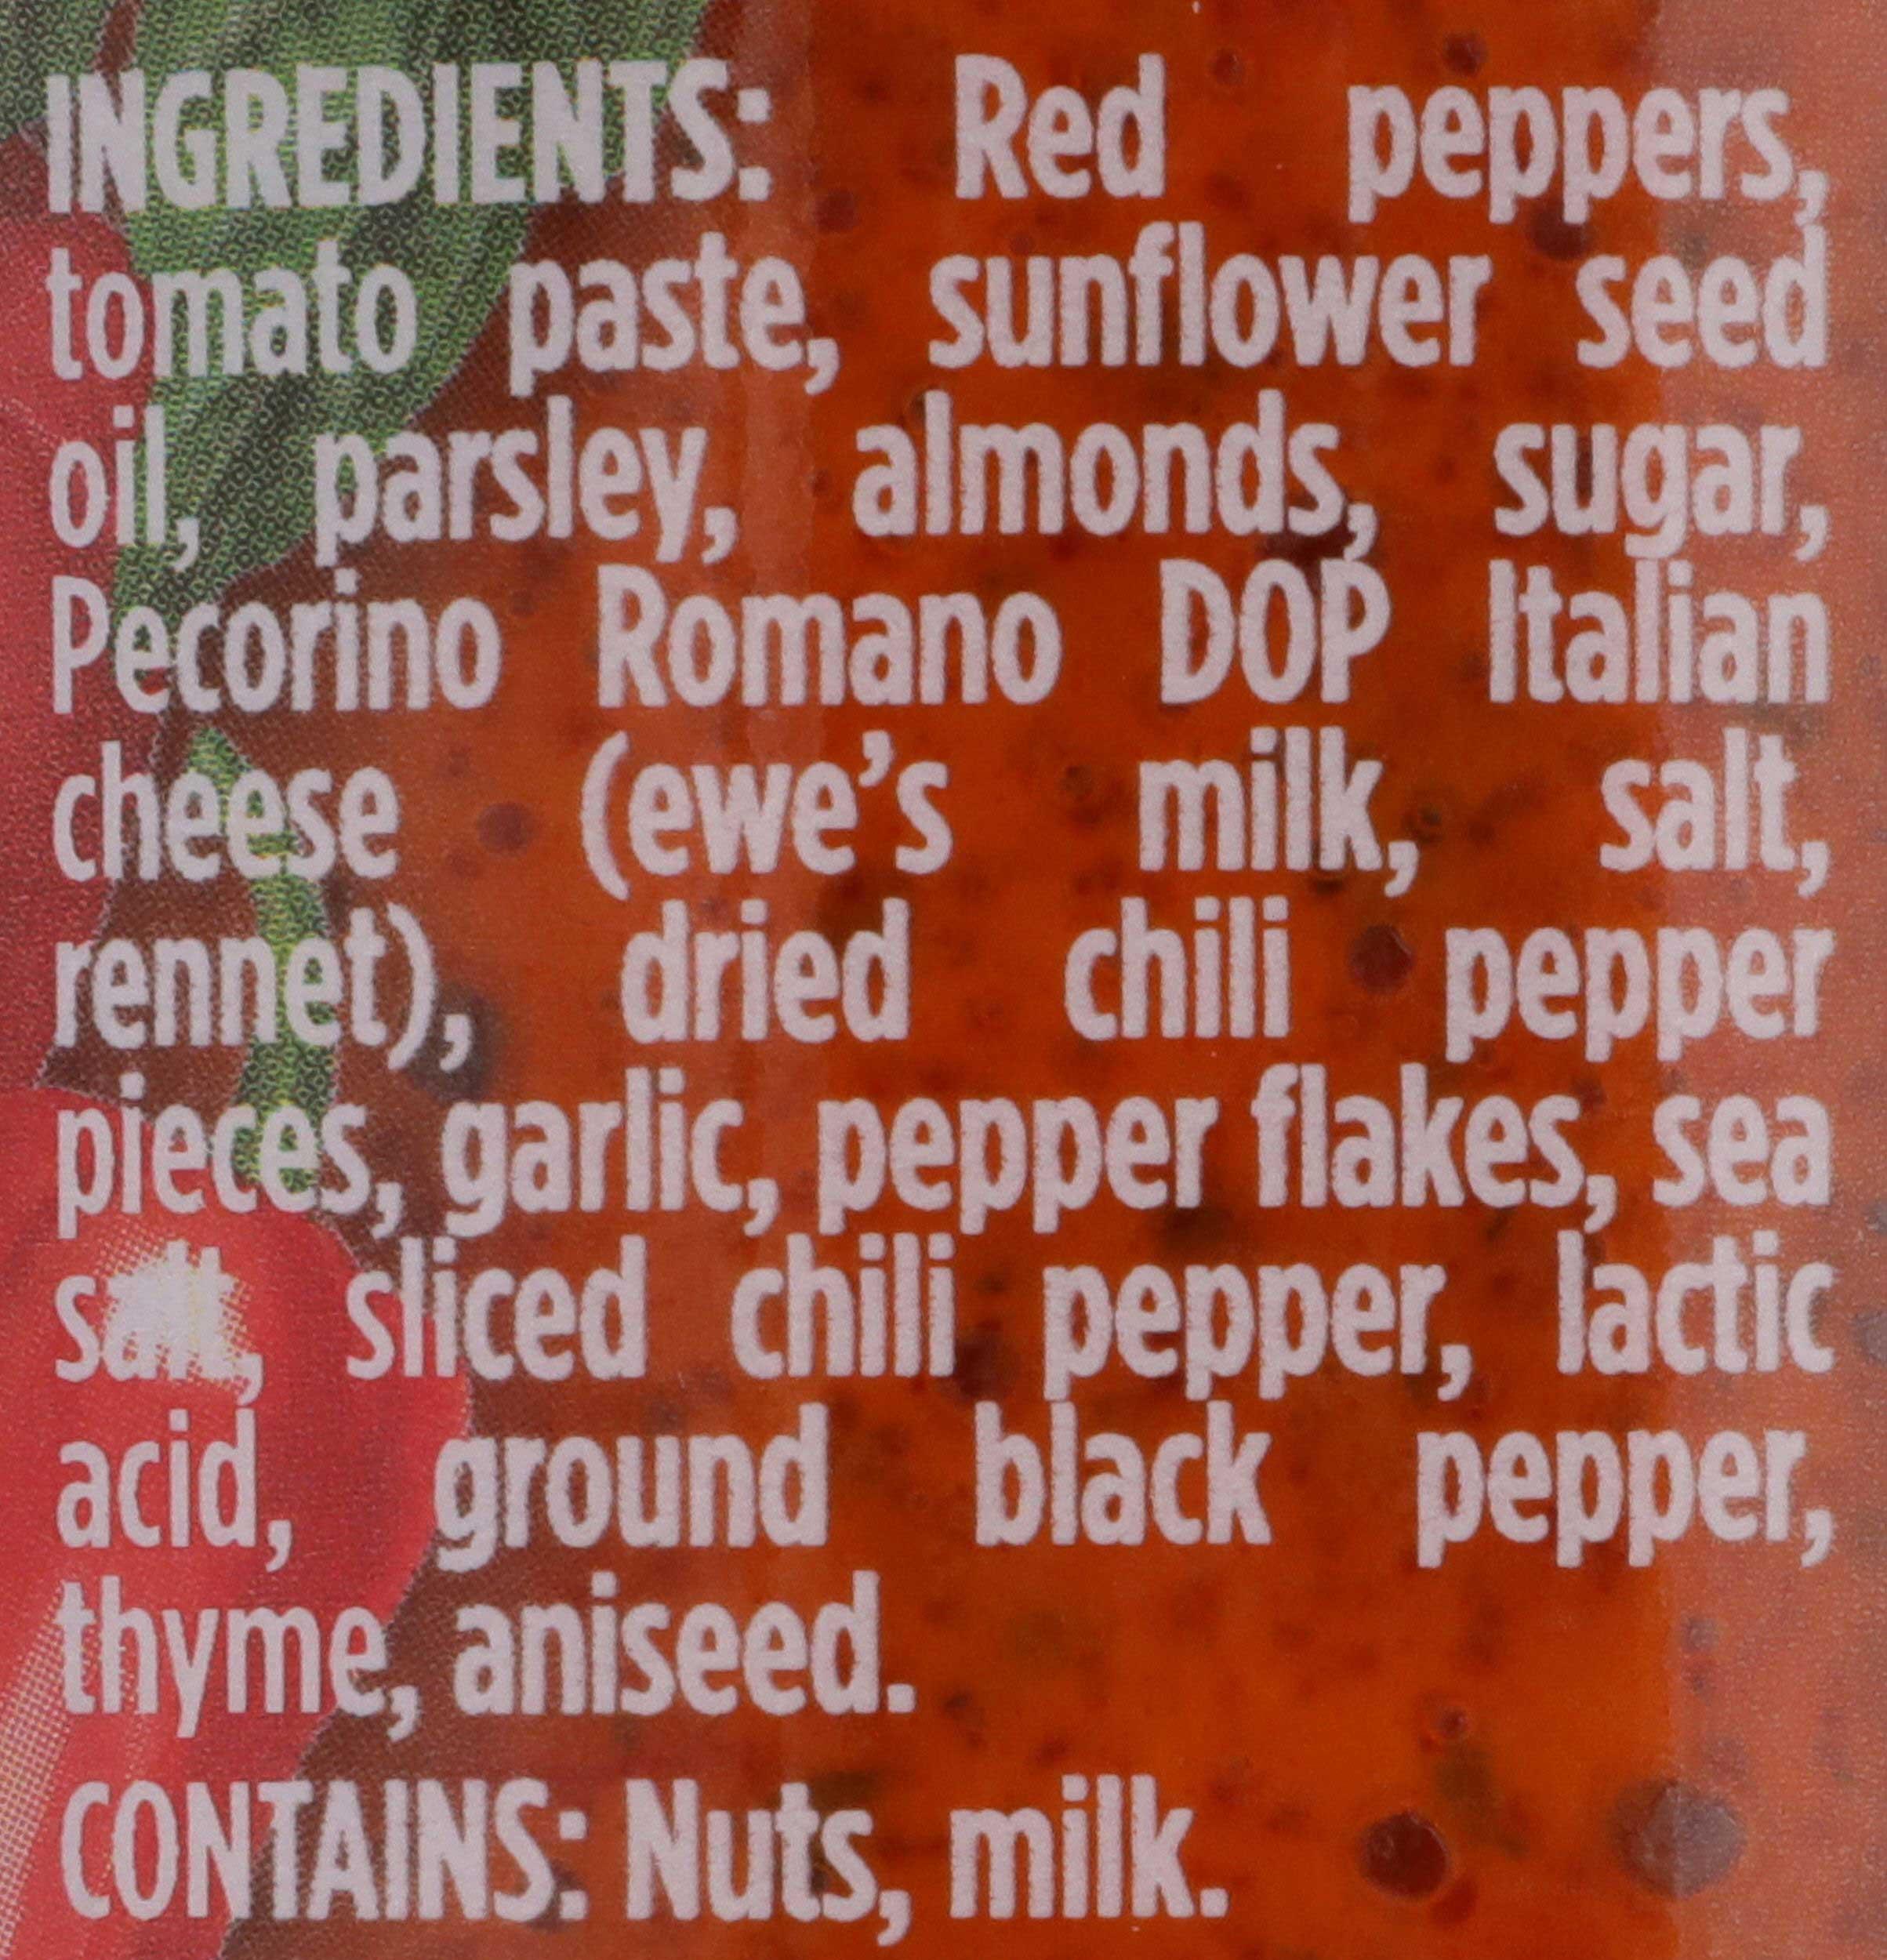 INGREDIENTS: Red peppers,
tomato paste, sunflower seed
oil, parsley, almonds, sugar,
Pecorino Romano DOP Italian
cheese (ewe's milk, salt,
rennet), dried chili pepper
pieces, garlic, pepper flakes, sea
salt, sliced chili pepper, lactic
acid, ground black pepper,
thyme, aniseed.
CONTAINS: Nuts, milk.